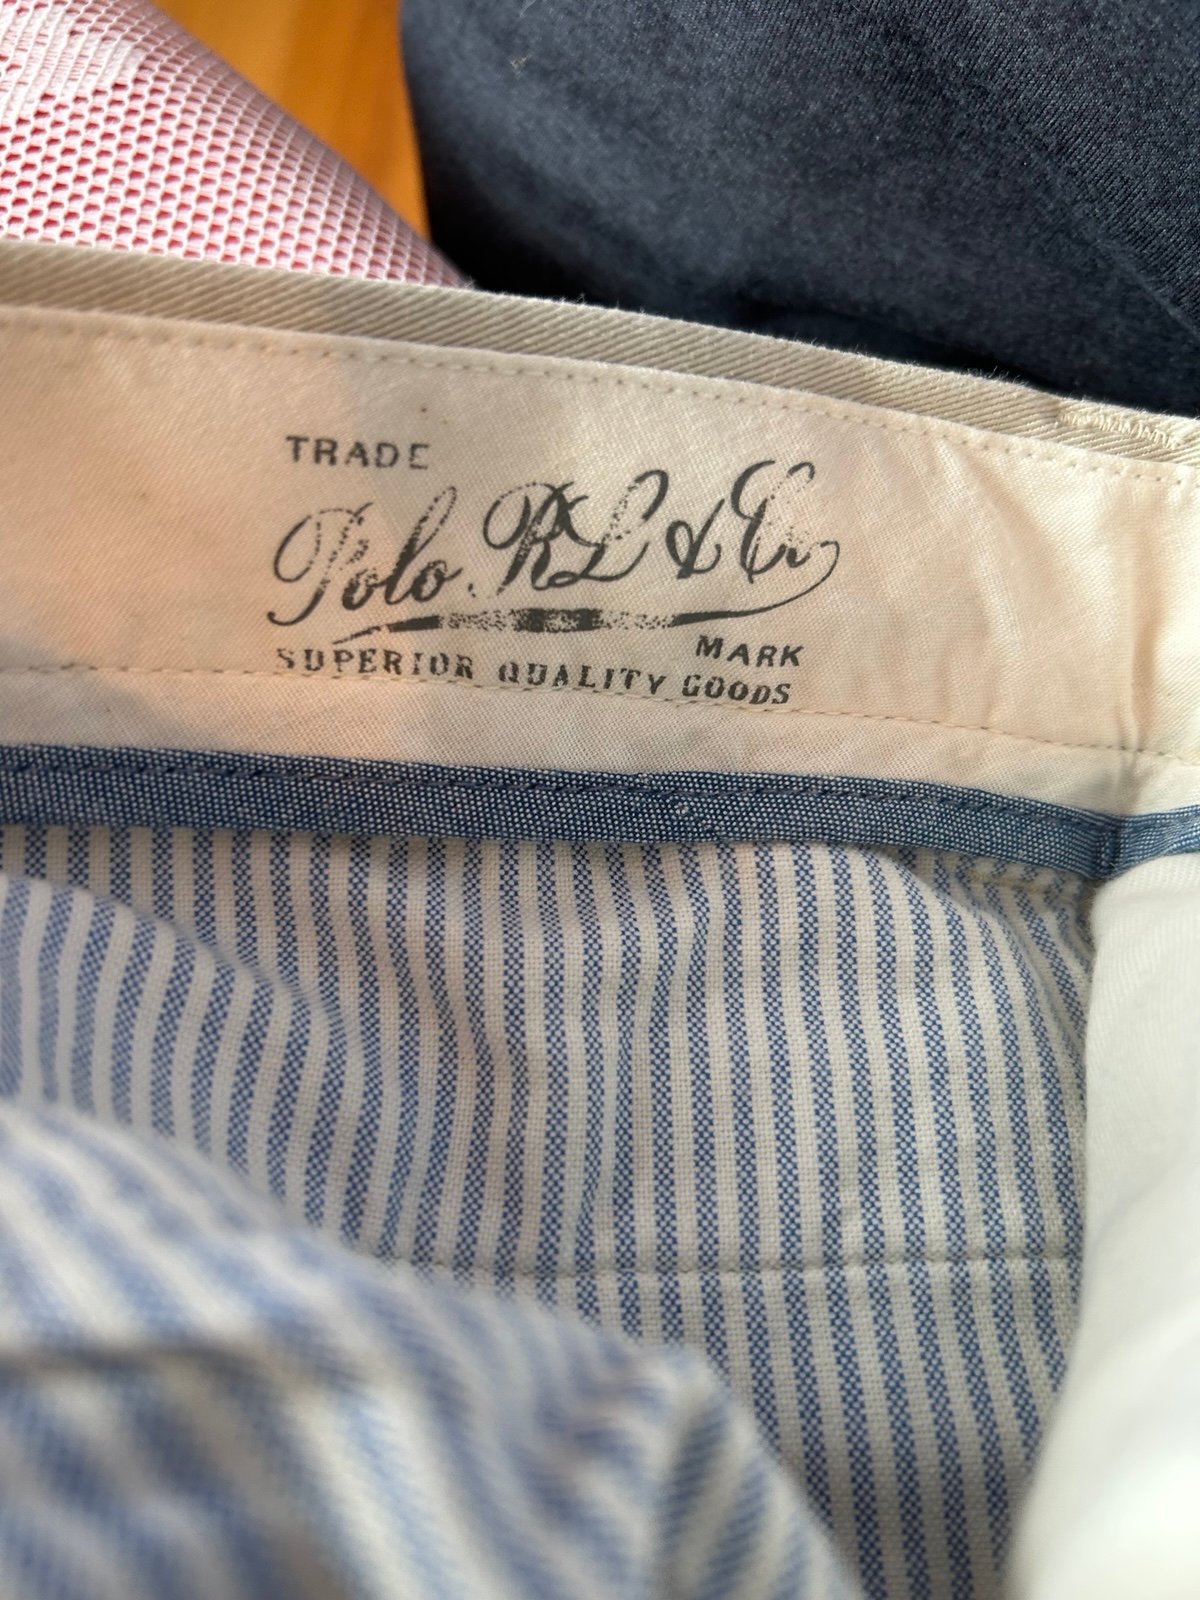 TRADE
Polo. RL & Co
MARK
SUPERIOR QUALITY GOODS